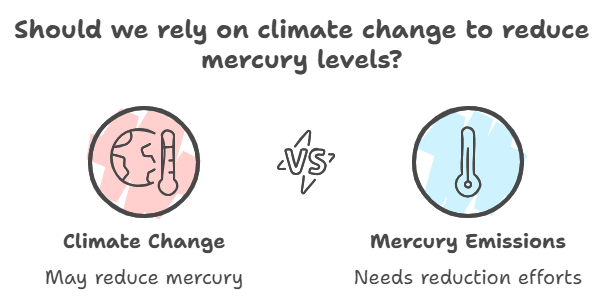 Should we rely on climate change to reduce
mercury levels?
VS
Climate Change
Mercury Emissions
May reduce mercury
Needs reduction efforts